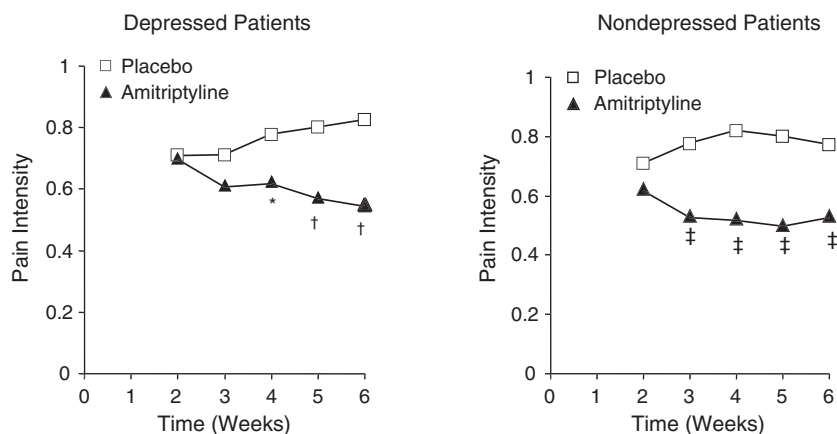 Depressed Patients
Placebo
Amitriptyline
1
0.8
0.6
0.4
0.2
0
Pain Intensity
*
†
†
0 1 2 3 4 5 6
Time (Weeks)
Nondepressed Patients
Placebo
Amitriptyline
1
0.8
0.6
0.4
0.2
0
Pain Intensity
‡ ‡ ‡ ‡
0 1 2 3 4 5 6
Time (Weeks)